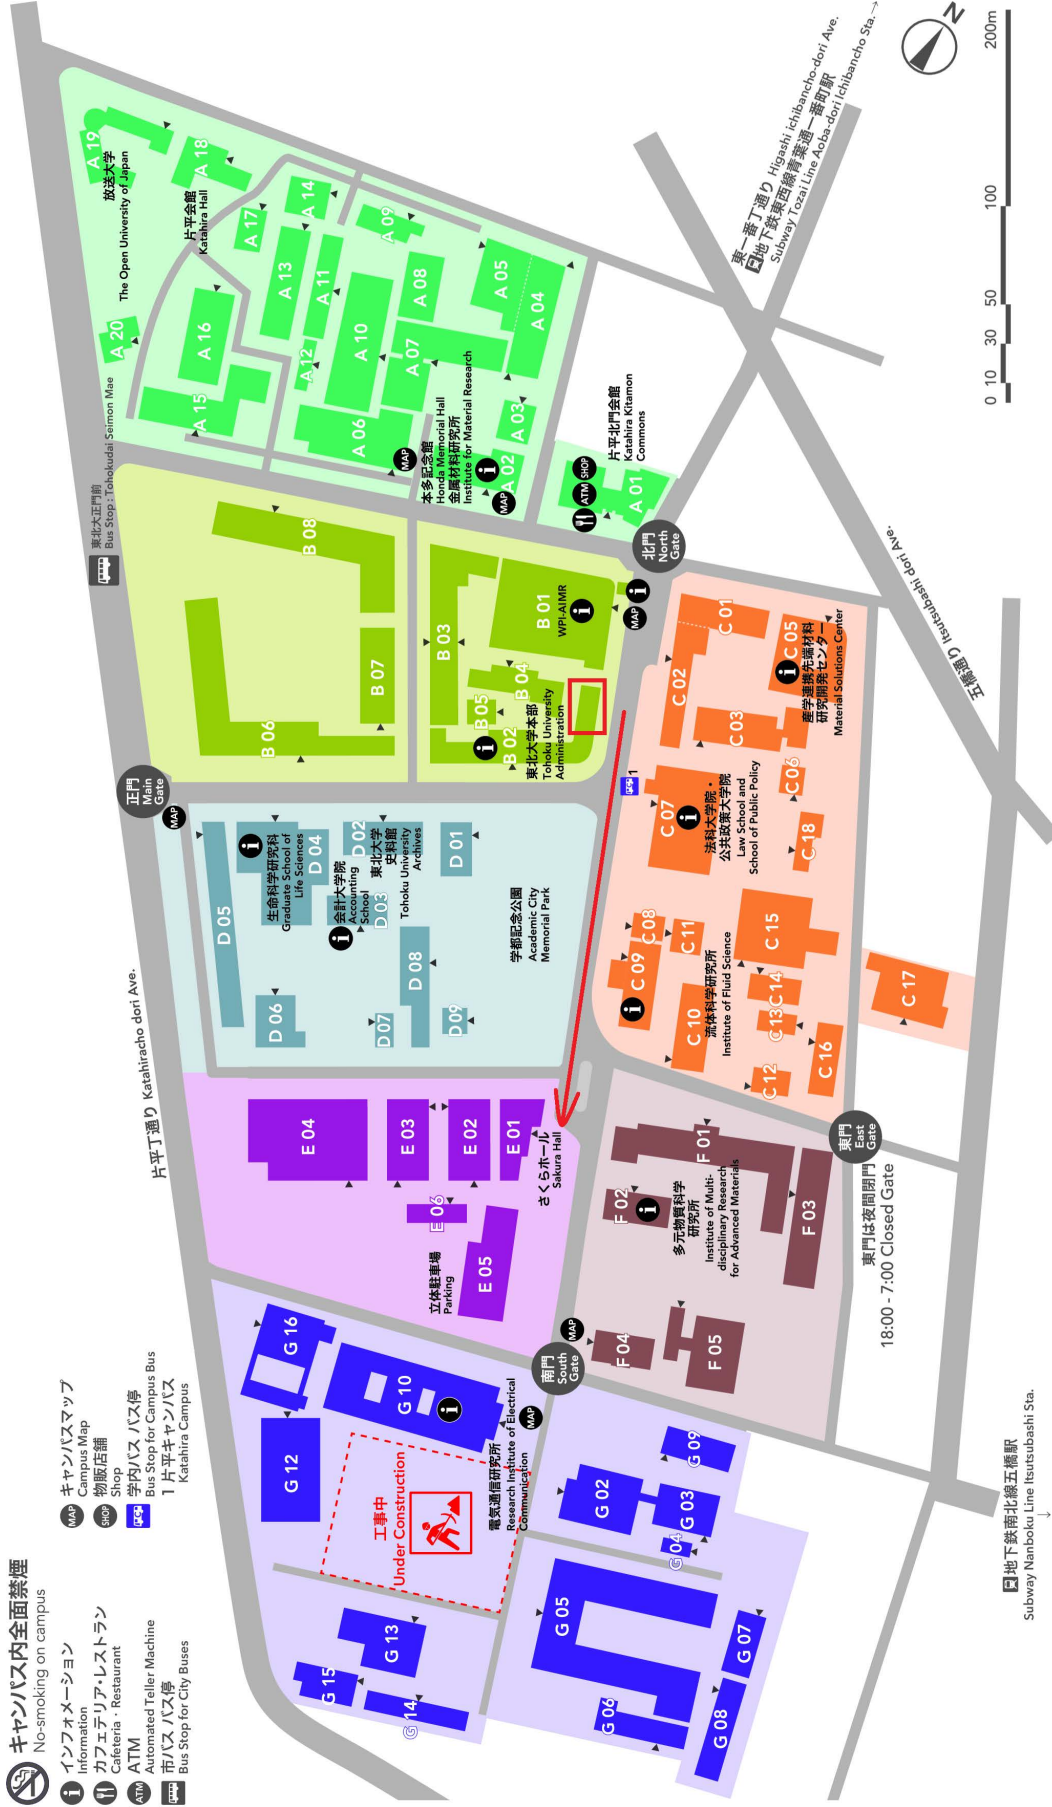 キャンパス内全面禁煙
No-smoking on campus
インフォメーション
Information
カフェテリア・レストラン
Cafeteria・Restaurant
ATM
ATM
Automated Teller Machine
市バス バス停
Bus Stop for City Buses
MAP
キャンパスマップ
Campus Map
SHOP
物販店舗
Shop
学内バス バス停
Bus Stop for Campus Bus
1 片平キャンパス
Katahira Campus
片平丁通り Katahiracho dori Ave.
東北大正門前
Bus Stop : Tohokudai Seimon Mae
正門
Main
Gate
MAP
A 19
放送大学
The Open University of Japan
A 18
片平会館
Katahira Hall
A 20
A 17
A 14
A 16
A 13
A 11
A 09
A 15
A 12
A 10
A 08
A 05
A 04
A 07
A 06
A 03
MAP
本多記念館
Honda Memorial Hall
金属材料研究所
Institute for Material Research
A 02
MAP
片平北門会館
Katahira Kitamon
Commons
ATM
SHOP
A 01
北門
North
Gate
MAP
B 08
B 07
B 06
B 03
B 01
WPI-AIMR
B 04
B 05
B 02
東北大学本部
Tohoku University
Administration
D 05
生命科学研究科
Graduate School of
Life Sciences
D 04
D 02
東北大学
史料館
Tohoku University
Archives
D 01
会計大学院
Accounting
School
D 03
D 06
D 08
D 07
D 09
学都記念公園
Academic City
Memorial Park
C 01
C 02
C 05
産学連携先端材料
研究開発センター
Material Solutions Center
C 03
C 06
1
C 07
法科大学院・
公共政策大学院
Law School and
School of Public Policy
C 18
C 08
C 09
C 11
C 15
C 10
流体科学研究所
Institute of Fluid Science
C 14
C 13
C 12
C 16
C 17
東門
East
Gate
東門は夜間閉門
18:00 - 7:00 Closed Gate
E 04
E 03
E 02
E 01
さくらホール
Sakura Hall
E 06
E 05
立体駐車場
Parking
F 01
F 02
多元物質科学
研究所
Institute of Multi-
disciplinary Research
for Advanced Materials
F 03
F 04
F 05
南門
South
Gate
MAP
G 16
G 10
G 12
MAP
電気通信研究所
Research Institute of Electrical
Communication
工事中
Under Construction
G 13
G 15
G 14
G 09
G 02
G 03
G 04
G 05
G 06
G 07
G 08
東一番丁通り Higashi ichibancho-dori Ave.
地下鉄東西線青葉通一番町駅
Subway Tozai Line Aoba-dori Ichibancho Sta. →
五橋通り Itsutsubashi dori Ave.
地下鉄南北線五橋駅
Subway Nanboku Line Itsutsubashi Sta.
→
N
0 10 30 50 100 200m